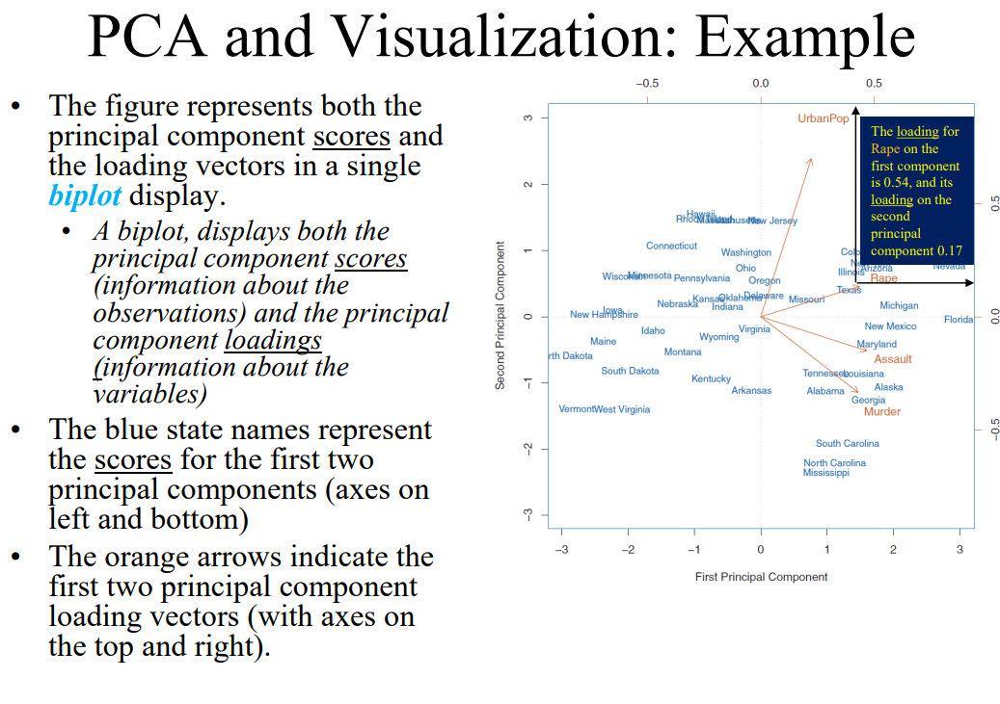 PCA and Visualization: Example
• The figure represents both the
principal component scores and
the loading vectors in a single
biplot display.
• A biplot, displays both the
principal component scores
(information about the
observations) and the principal
component loadings
(information about the
variables)
• The blue state names represent
the scores for the first two
principal components (axes on
left and bottom)
• The orange arrows indicate the
first two principal component
loading vectors (with axes on
the top and right).
−0.5 0.0 0.5
UrbanPop
The loading for
Rape on the
first component
is 0.54, and its
loading on the
second
principal
component 0.17
Hawaii
Rhode Island Massachusetts New Jersey
Connecticut
Washington
Colo
Ne
Arizona
Nevada
Ohio
Illinois
Wisconsin Minnesota Pennsylvania
Oregon
Rape
Texas
Kansas Oklahoma Delaware Missouri
Nebraska Indiana
Iowa
New Hampshire
Michigan
Florida
Idaho
Virginia
New Mexico
Maine
Wyoming
Maryland
Montana
rth Dakota
Assault
South Dakota
Kentucky
Tennessee Louisiana
Arkansas
Alabama
Alaska
Georgia
Vermont West Virginia
Murder
South Carolina
North Carolina
Mississippi
3
2
1
0
−1
−2
−3
Second Principal Component
0.5
0.0
−0.5
−3 −2 −1 0 1 2 3
First Principal Component